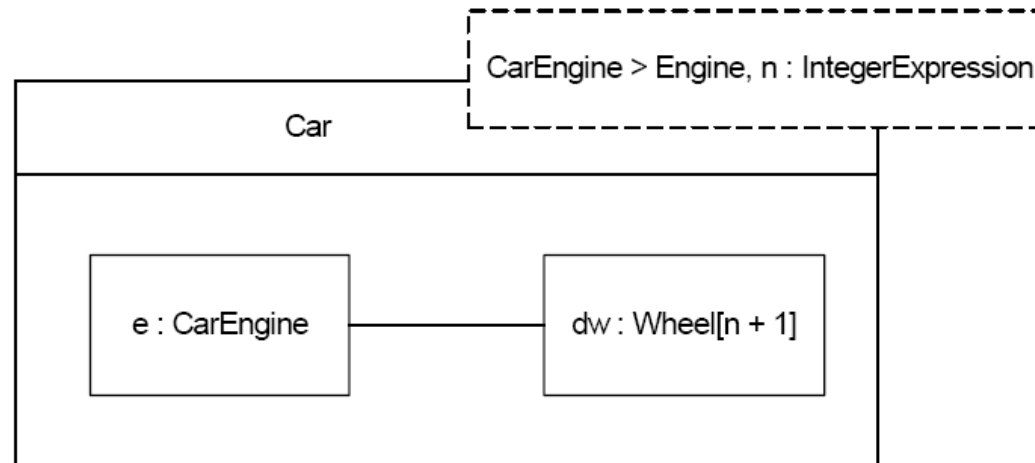 CarEngine > Engine, n : IntegerExpression
Car
e : CarEngine
dw : Wheel[n + 1]